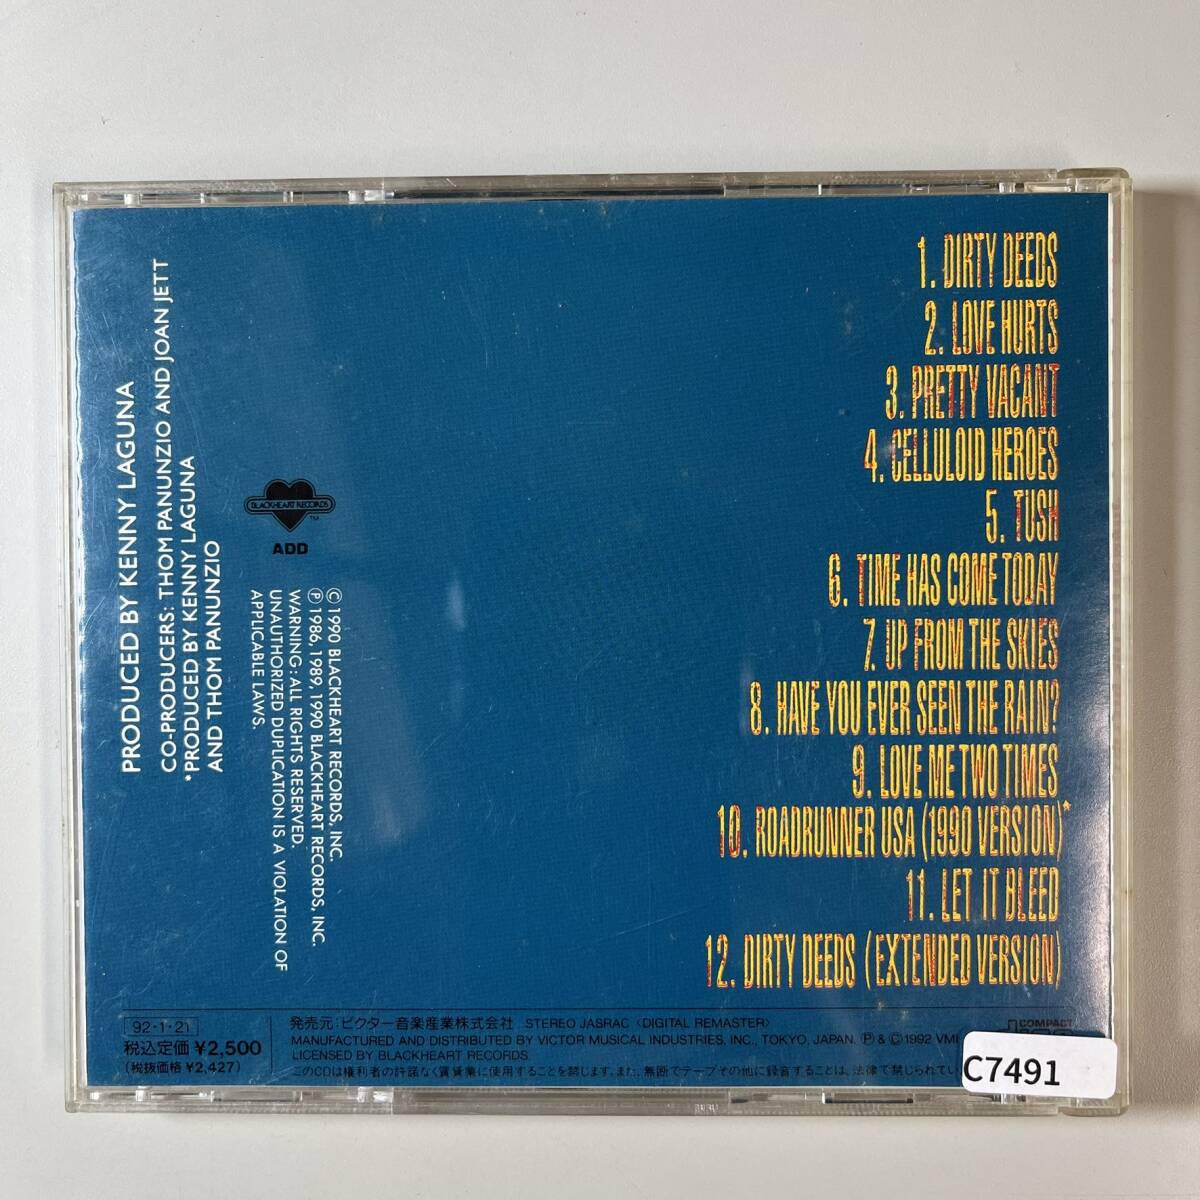 1. DIRTY DEEDS
2. LOVE HURTS
3. PRETTY VACANT
4. CELLULOID HEROES
5. TUSH
6. TIME HAS COME TODAY
7. UP FROM THE SKIES
8. HAVE YOU EVER SEEN THE RAIN?
9. LOVE ME TWO TIMES
10. ROADRUNNER USA (1990 VERSION)*
11. LET IT BLEED
12. DIRTY DEEDS (EXTENDED VERSION)
PRODUCED BY KENNY LAGUNA
CO-PRODUCERS: THOM PANUNZIO AND JOAN JETT
*PRODUCED BY KENNY LAGUNA
AND THOM PANUNZIO
BLACKHEART RECORDS
TM
ADD
© 1990 BLACKHEART RECORDS, INC.
℗ 1986, 1989, 1990 BLACKHEART RECORDS, INC.
WARNING: ALL RIGHTS RESERVED.
UNAUTHORIZED DUPLICATION IS A VIOLATION OF
APPLICABLE LAWS.
92・1・21
税込定価 ¥2,500
(税抜価格 ¥2,427)
発売元:ビクター音楽産業株式会社 STEREO JASRAC〈DIGITAL REMASTER〉
MANUFACTURED AND DISTRIBUTED BY VICTOR MUSICAL INDUSTRIES, INC., TOKYO, JAPAN. ℗ & © 1992 VMI
LICENSED BY BLACKHEART RECORDS.
このCDは権利者の許諾なく賃貸業に使用することを禁じます。また、無断でテープその他に録音することは、法律で禁じられてい
COMPACT
C7491